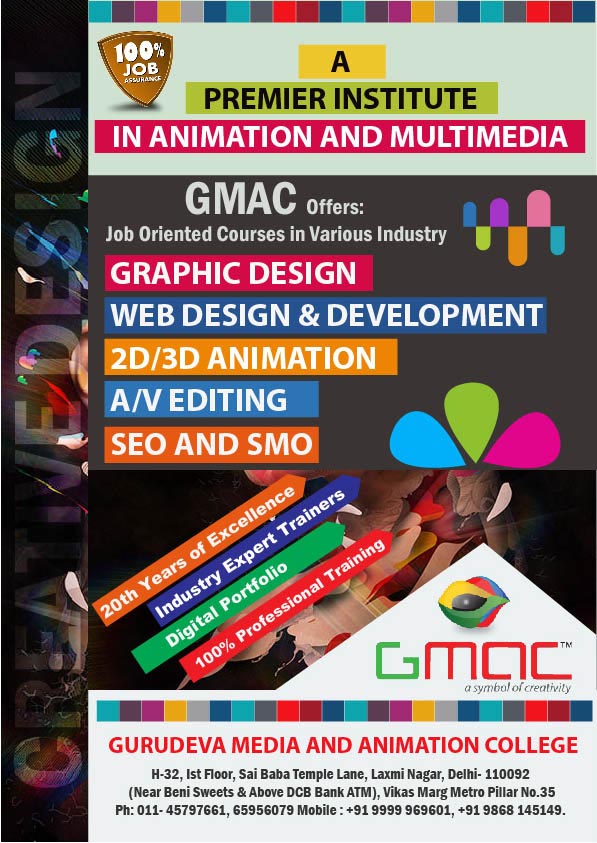 100%
JOB
ASSURANCE
A
PREMIER INSTITUTE
IN ANIMATION AND MULTIMEDIA
CREATIVE DESIGN
GMAC Offers:
Job Oriented Courses in Various Industry
GRAPHIC DESIGN
WEB DESIGN & DEVELOPMENT
2D/3D ANIMATION
A/V EDITING
SEO AND SMO
20th Years of Excellence
Industry Expert Trainers
Digital Portfolio
100% Professional Training
GMAC™
a symbol of creativity
GURUDEVA MEDIA AND ANIMATION COLLEGE
H-32, Ist Floor, Sai Baba Temple Lane, Laxmi Nagar, Delhi- 110092
(Near Beni Sweets & Above DCB Bank ATM), Vikas Marg Metro Pillar No.35
Ph: 011- 45797661, 65956079 Mobile : +91 9999 969601, +91 9868 145149.